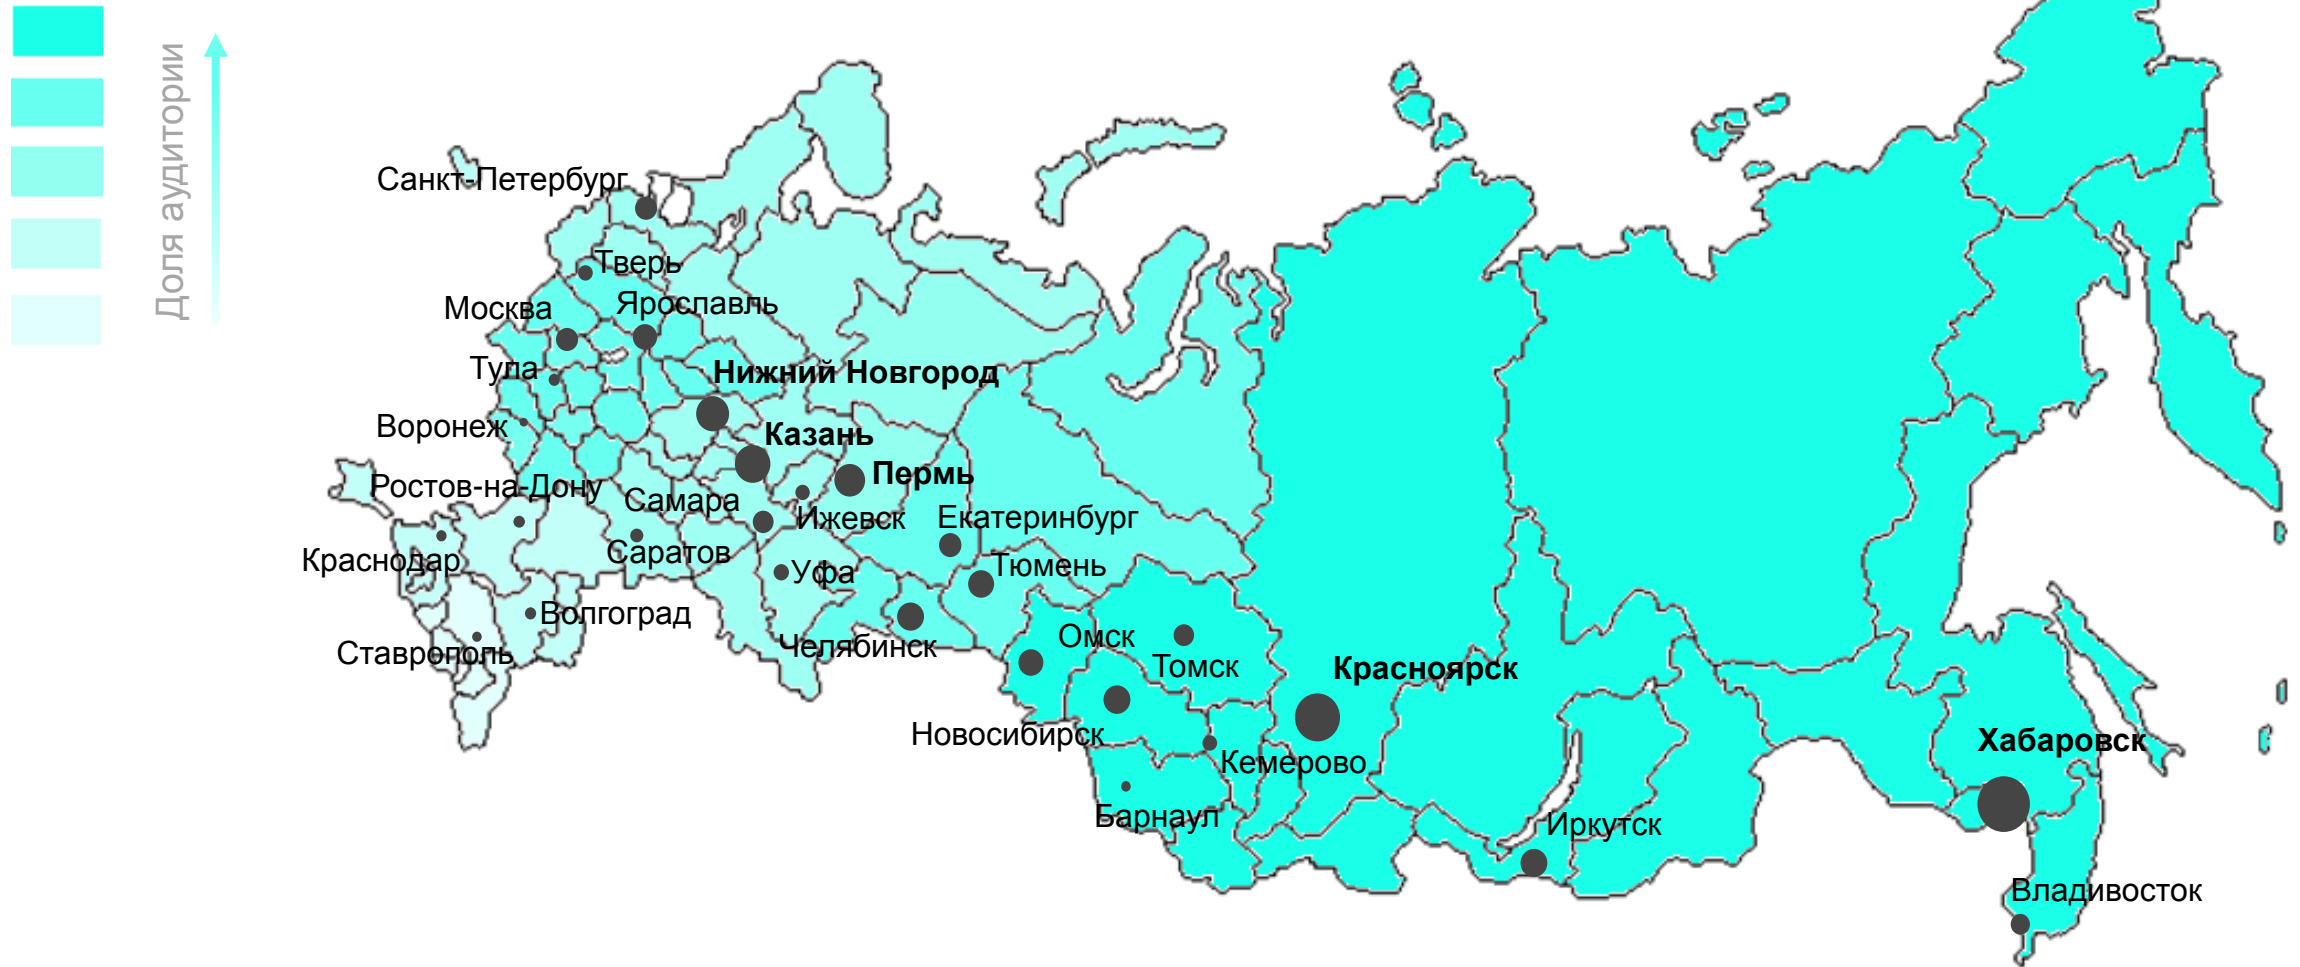 Доля аудитории
Санкт-Петербург
Тверь
Москва
Ярославль
Тула
Нижний Новгород
Воронеж
Казань
Пермь
Ростов-на-Дону
Самара
Ижевск
Екатеринбург
Краснодар
Саратов
Уфа
Тюмень
Волгоград
Ставрополь
Челябинск
Омск
Томск
Красноярск
Новосибирск
Кемерово
Хабаровск
Барнаул
Иркутск
Владивосток